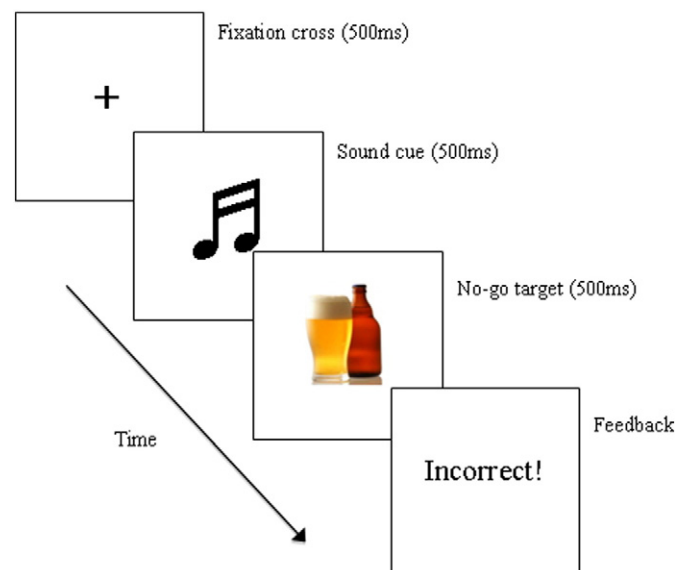 Fixation cross (500ms)
+
Sound cue (500ms)
No-go target (500ms)
Feedback
Time
Incorrect!